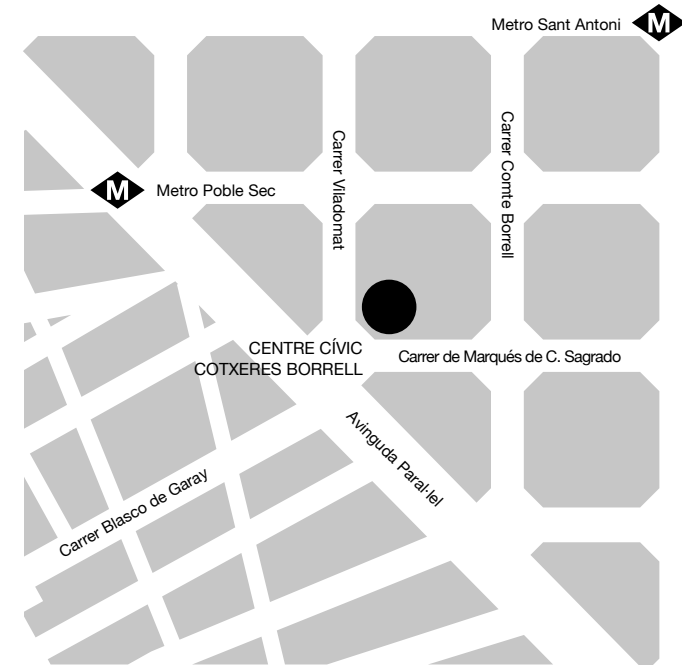 Metro Sant Antoni M
Carrer Viladomat
Carrer Comte Borrell
M Metro Poble Sec
CENTRE CÍVIC
COTXERES BORRELL
Carrer de Marqués de C. Sagrado
Avinguda Paral·lel
Carrer Blasco de Garay